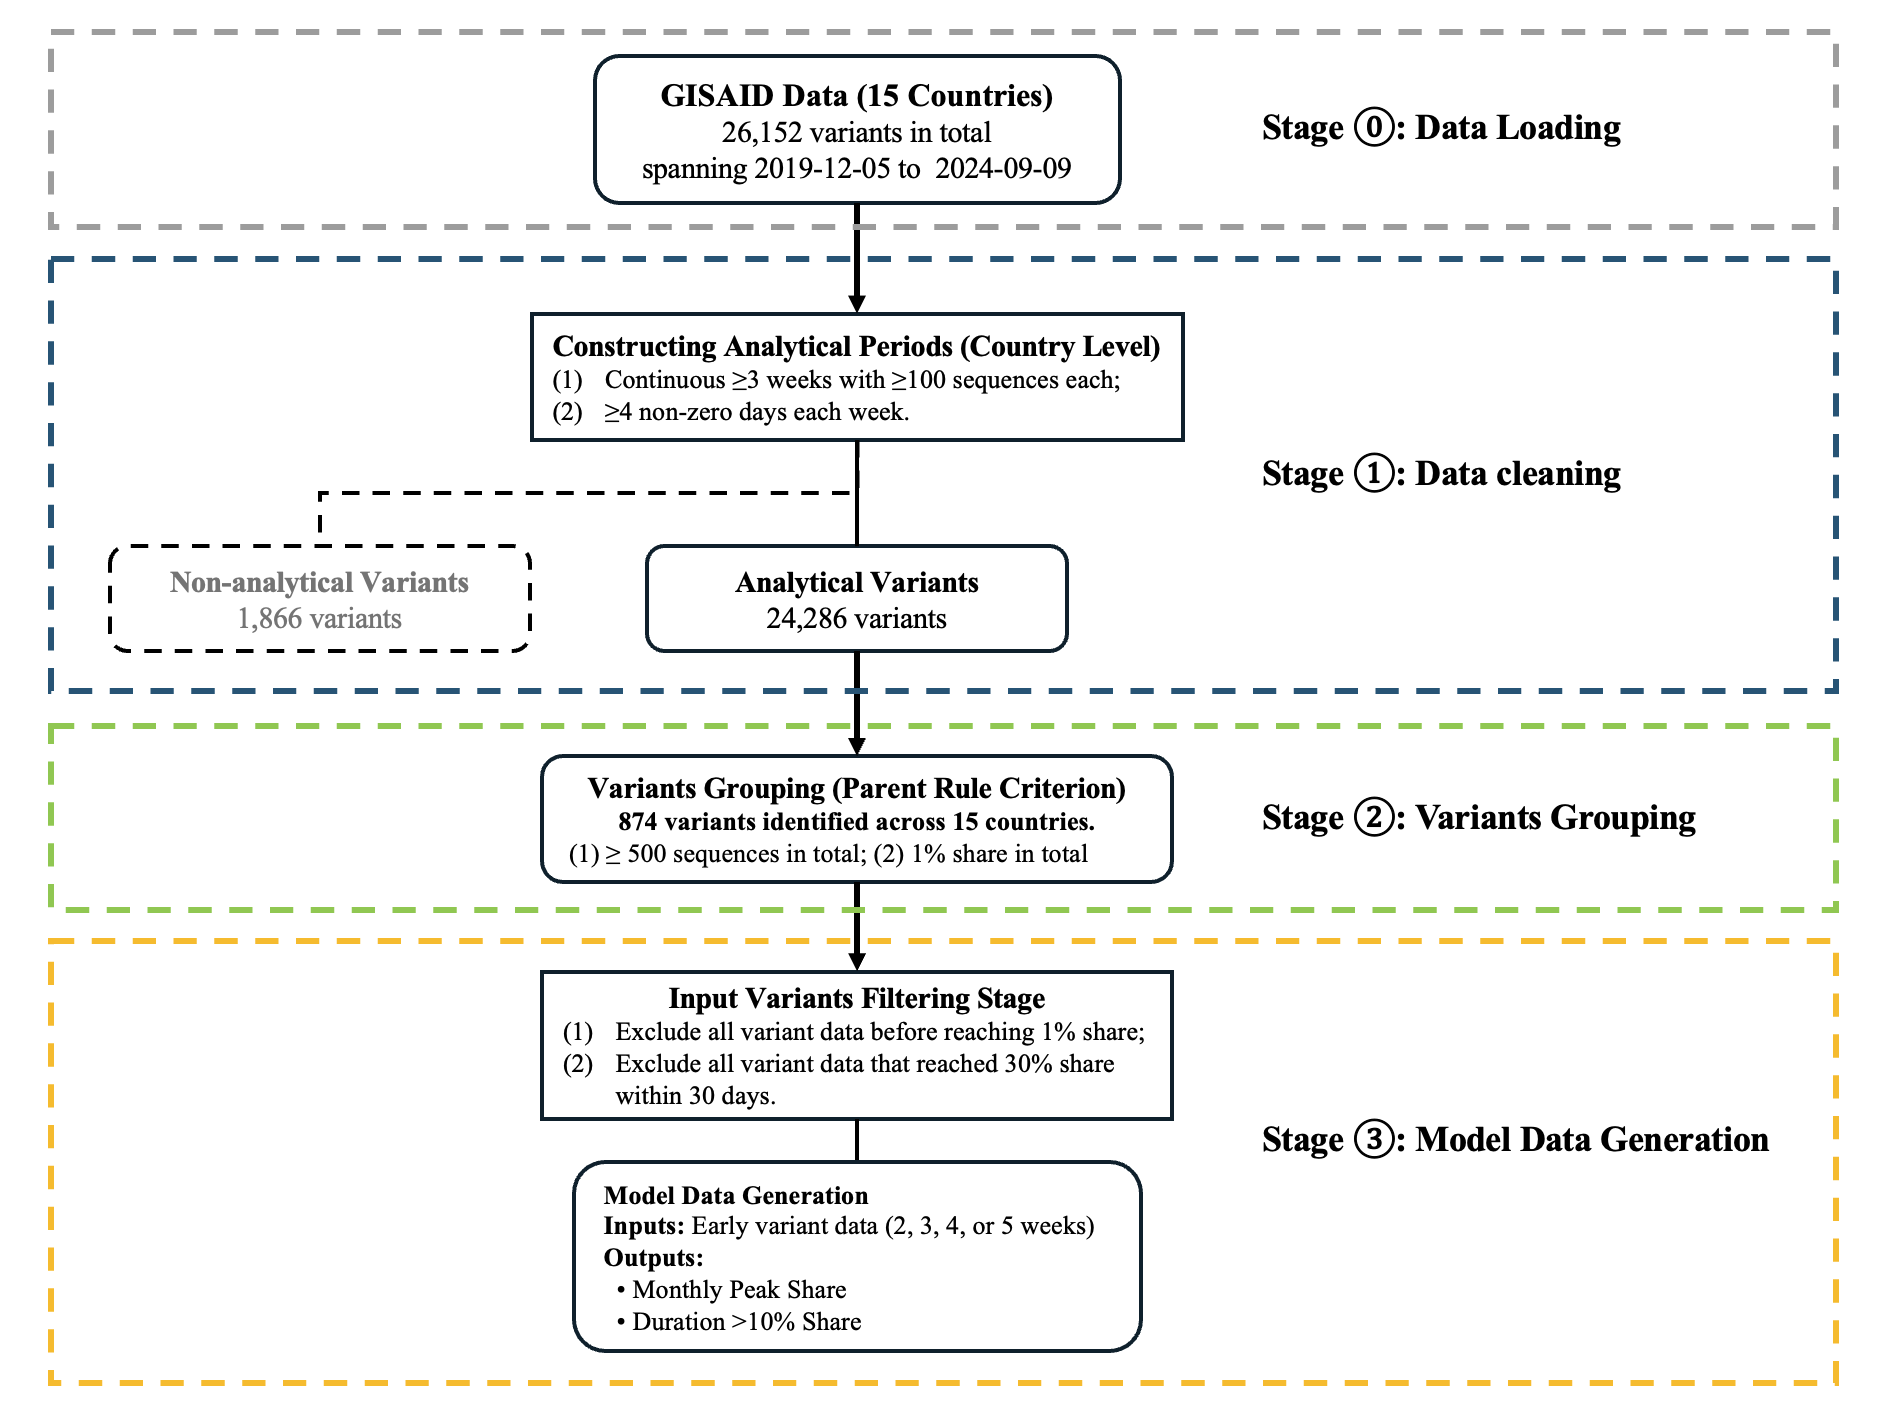 GISAID Data (15 Countries)
26,152 variants in total
spanning 2019-12-05 to 2024-09-09
Stage ⓪: Data Loading
Constructing Analytical Periods (Country Level)
(1) Continuous ≥3 weeks with ≥100 sequences each;
(2) ≥4 non-zero days each week.
Stage ①: Data cleaning
Non-analytical Variants
1,866 variants
Analytical Variants
24,286 variants
Variants Grouping (Parent Rule Criterion)
874 variants identified across 15 countries.
(1) ≥ 500 sequences in total; (2) 1% share in total
Stage ②: Variants Grouping
Input Variants Filtering Stage
(1) Exclude all variant data before reaching 1% share;
(2) Exclude all variant data that reached 30% share
within 30 days.
Stage ③: Model Data Generation
Model Data Generation
Inputs: Early variant data (2, 3, 4, or 5 weeks)
Outputs:
• Monthly Peak Share
• Duration >10% Share